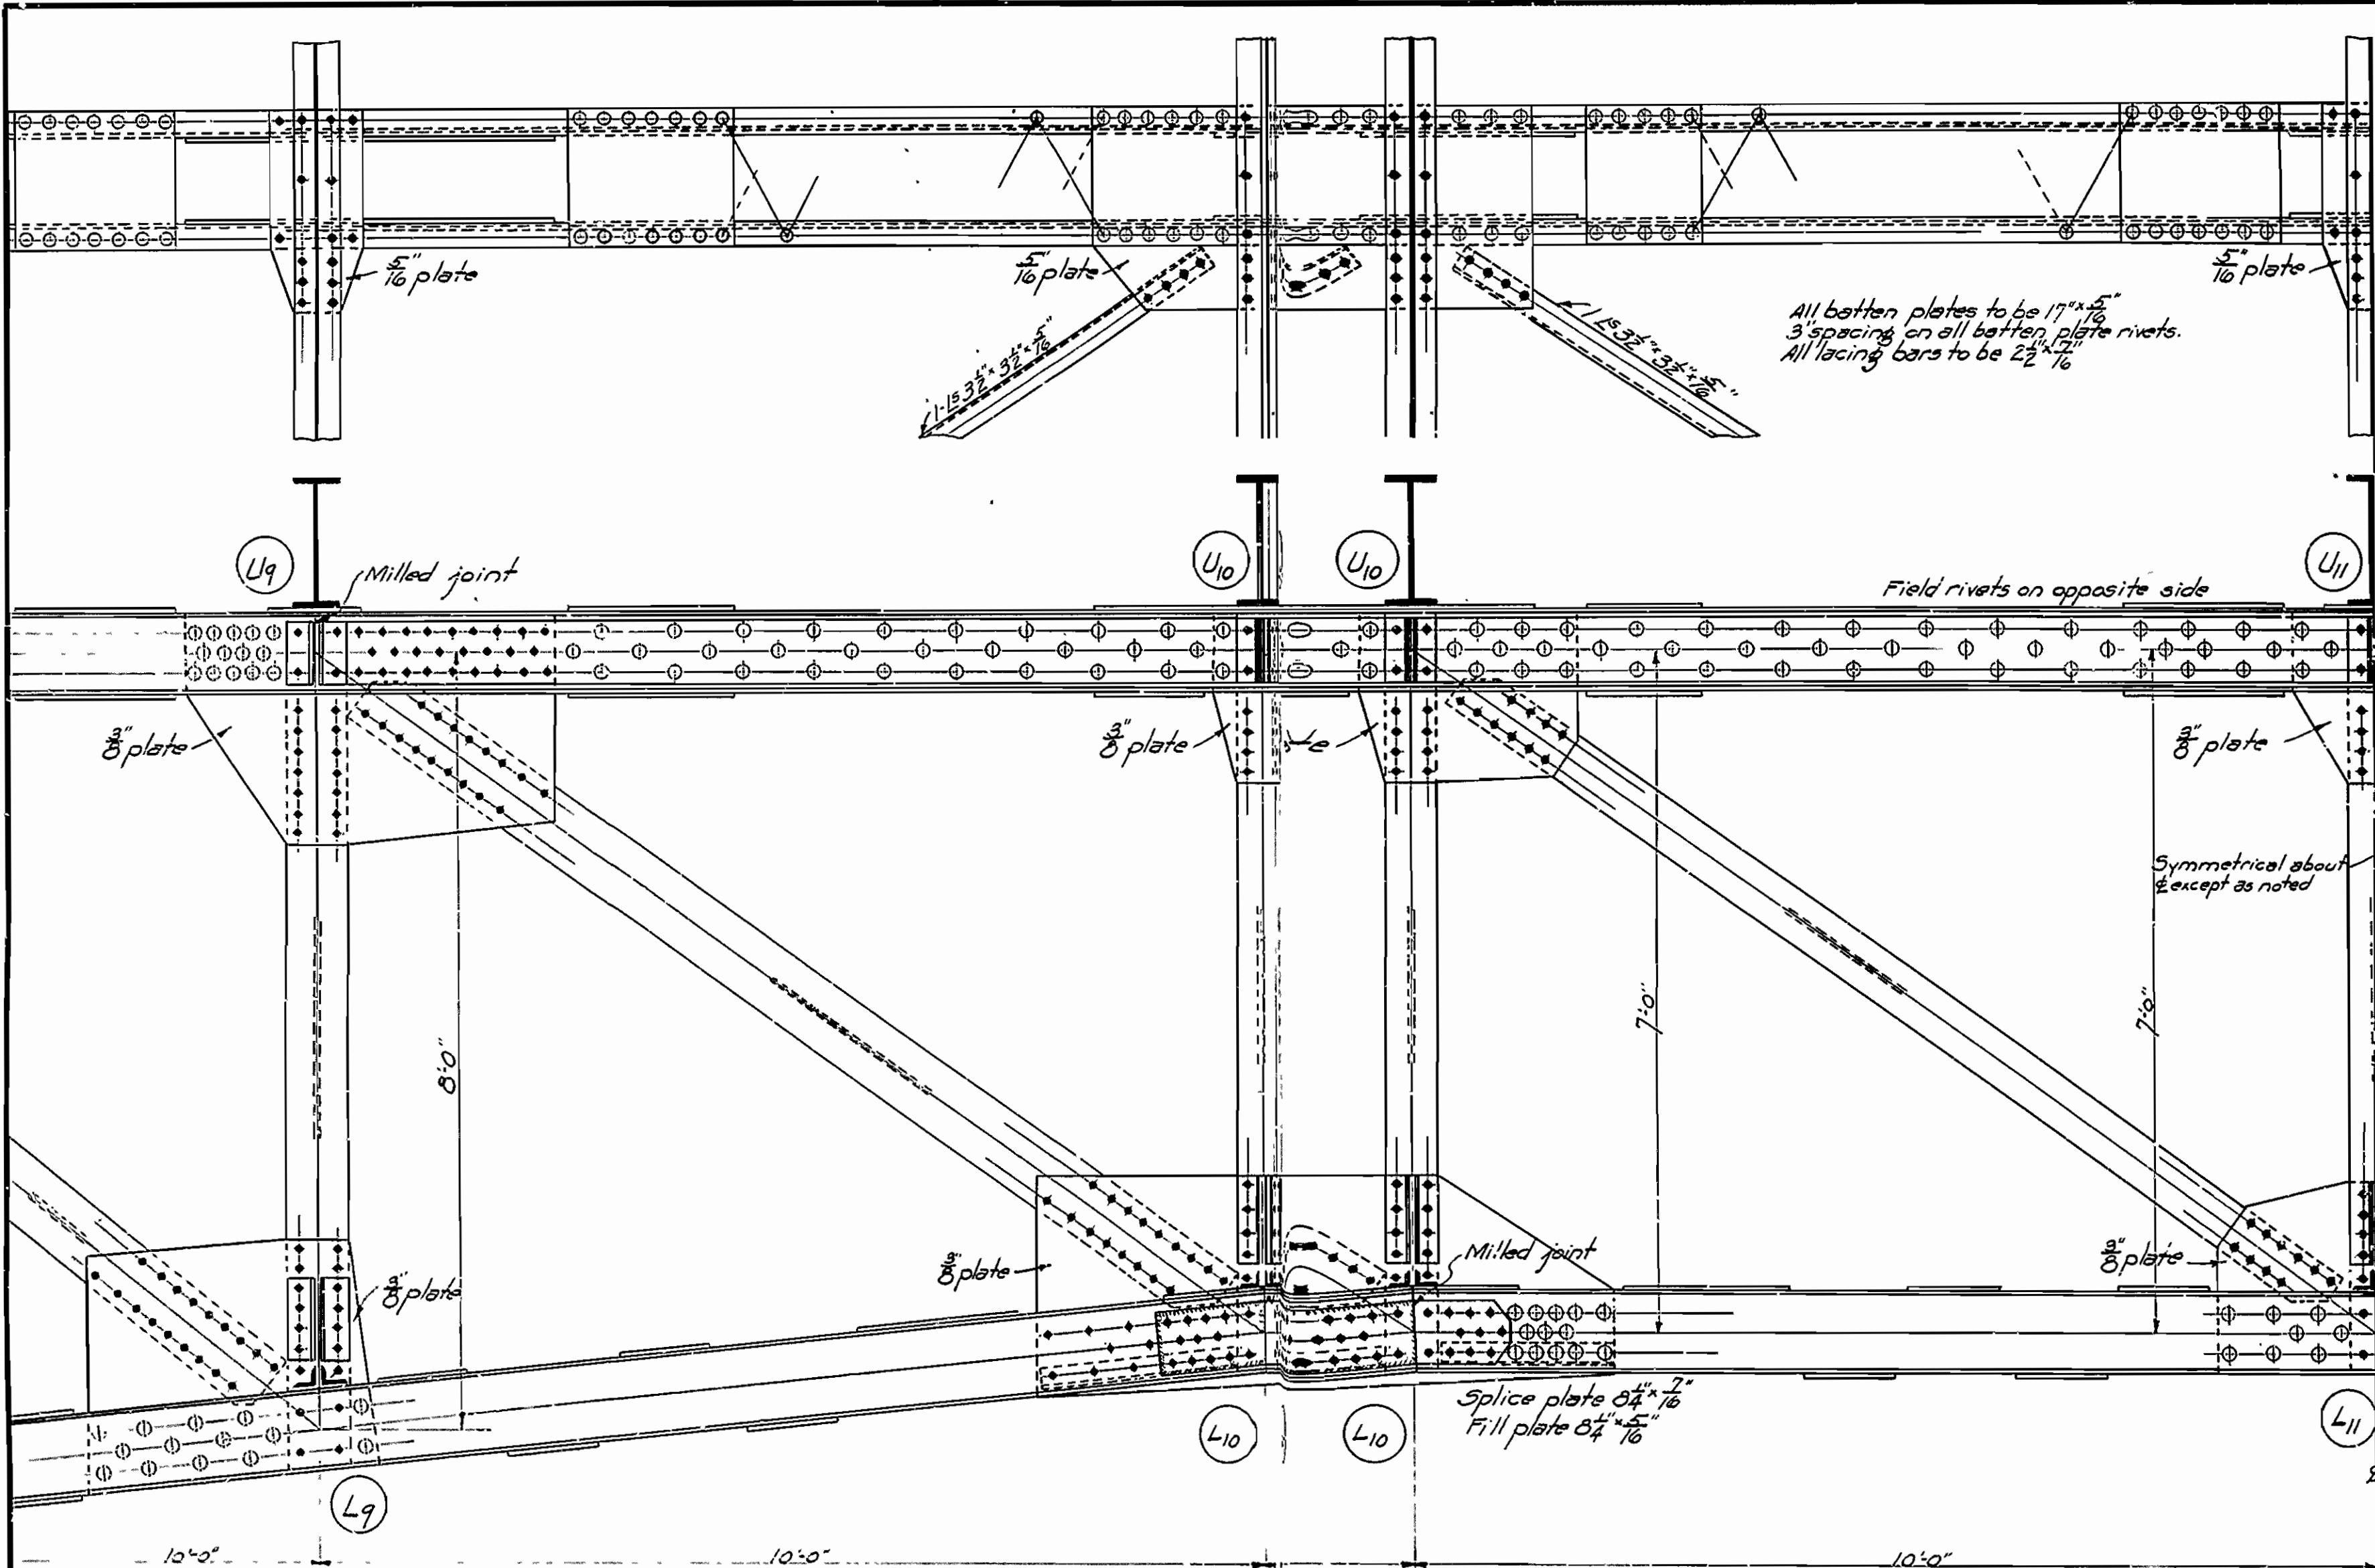 5/16" plate
5/16" plate
5/16" plate
1-Ls 3½" × 3½" × 5/16"
1-Ls 3½" × 3½" × 5/16"
All batten plates to be 17" × 5/16"
3" spacing on all batten plate rivets.
All lacing bars to be 2½" × 7/16"
U9
Milled joint
U10
U10
U11
Field rivets on opposite side
3/8" plate
3/8" plate
te
3/8" plate
Symmetrical about
℄ except as noted
8'-0"
7'-0"
7'-0"
3/8" plate
3/8" plate
Milled joint
3/8" plate
Splice plate 8¼" × 7/16"
Fill plate 8¼" × 5/16"
L9
L10
L10
L11
10'-0"
10'-0"
10'-0"